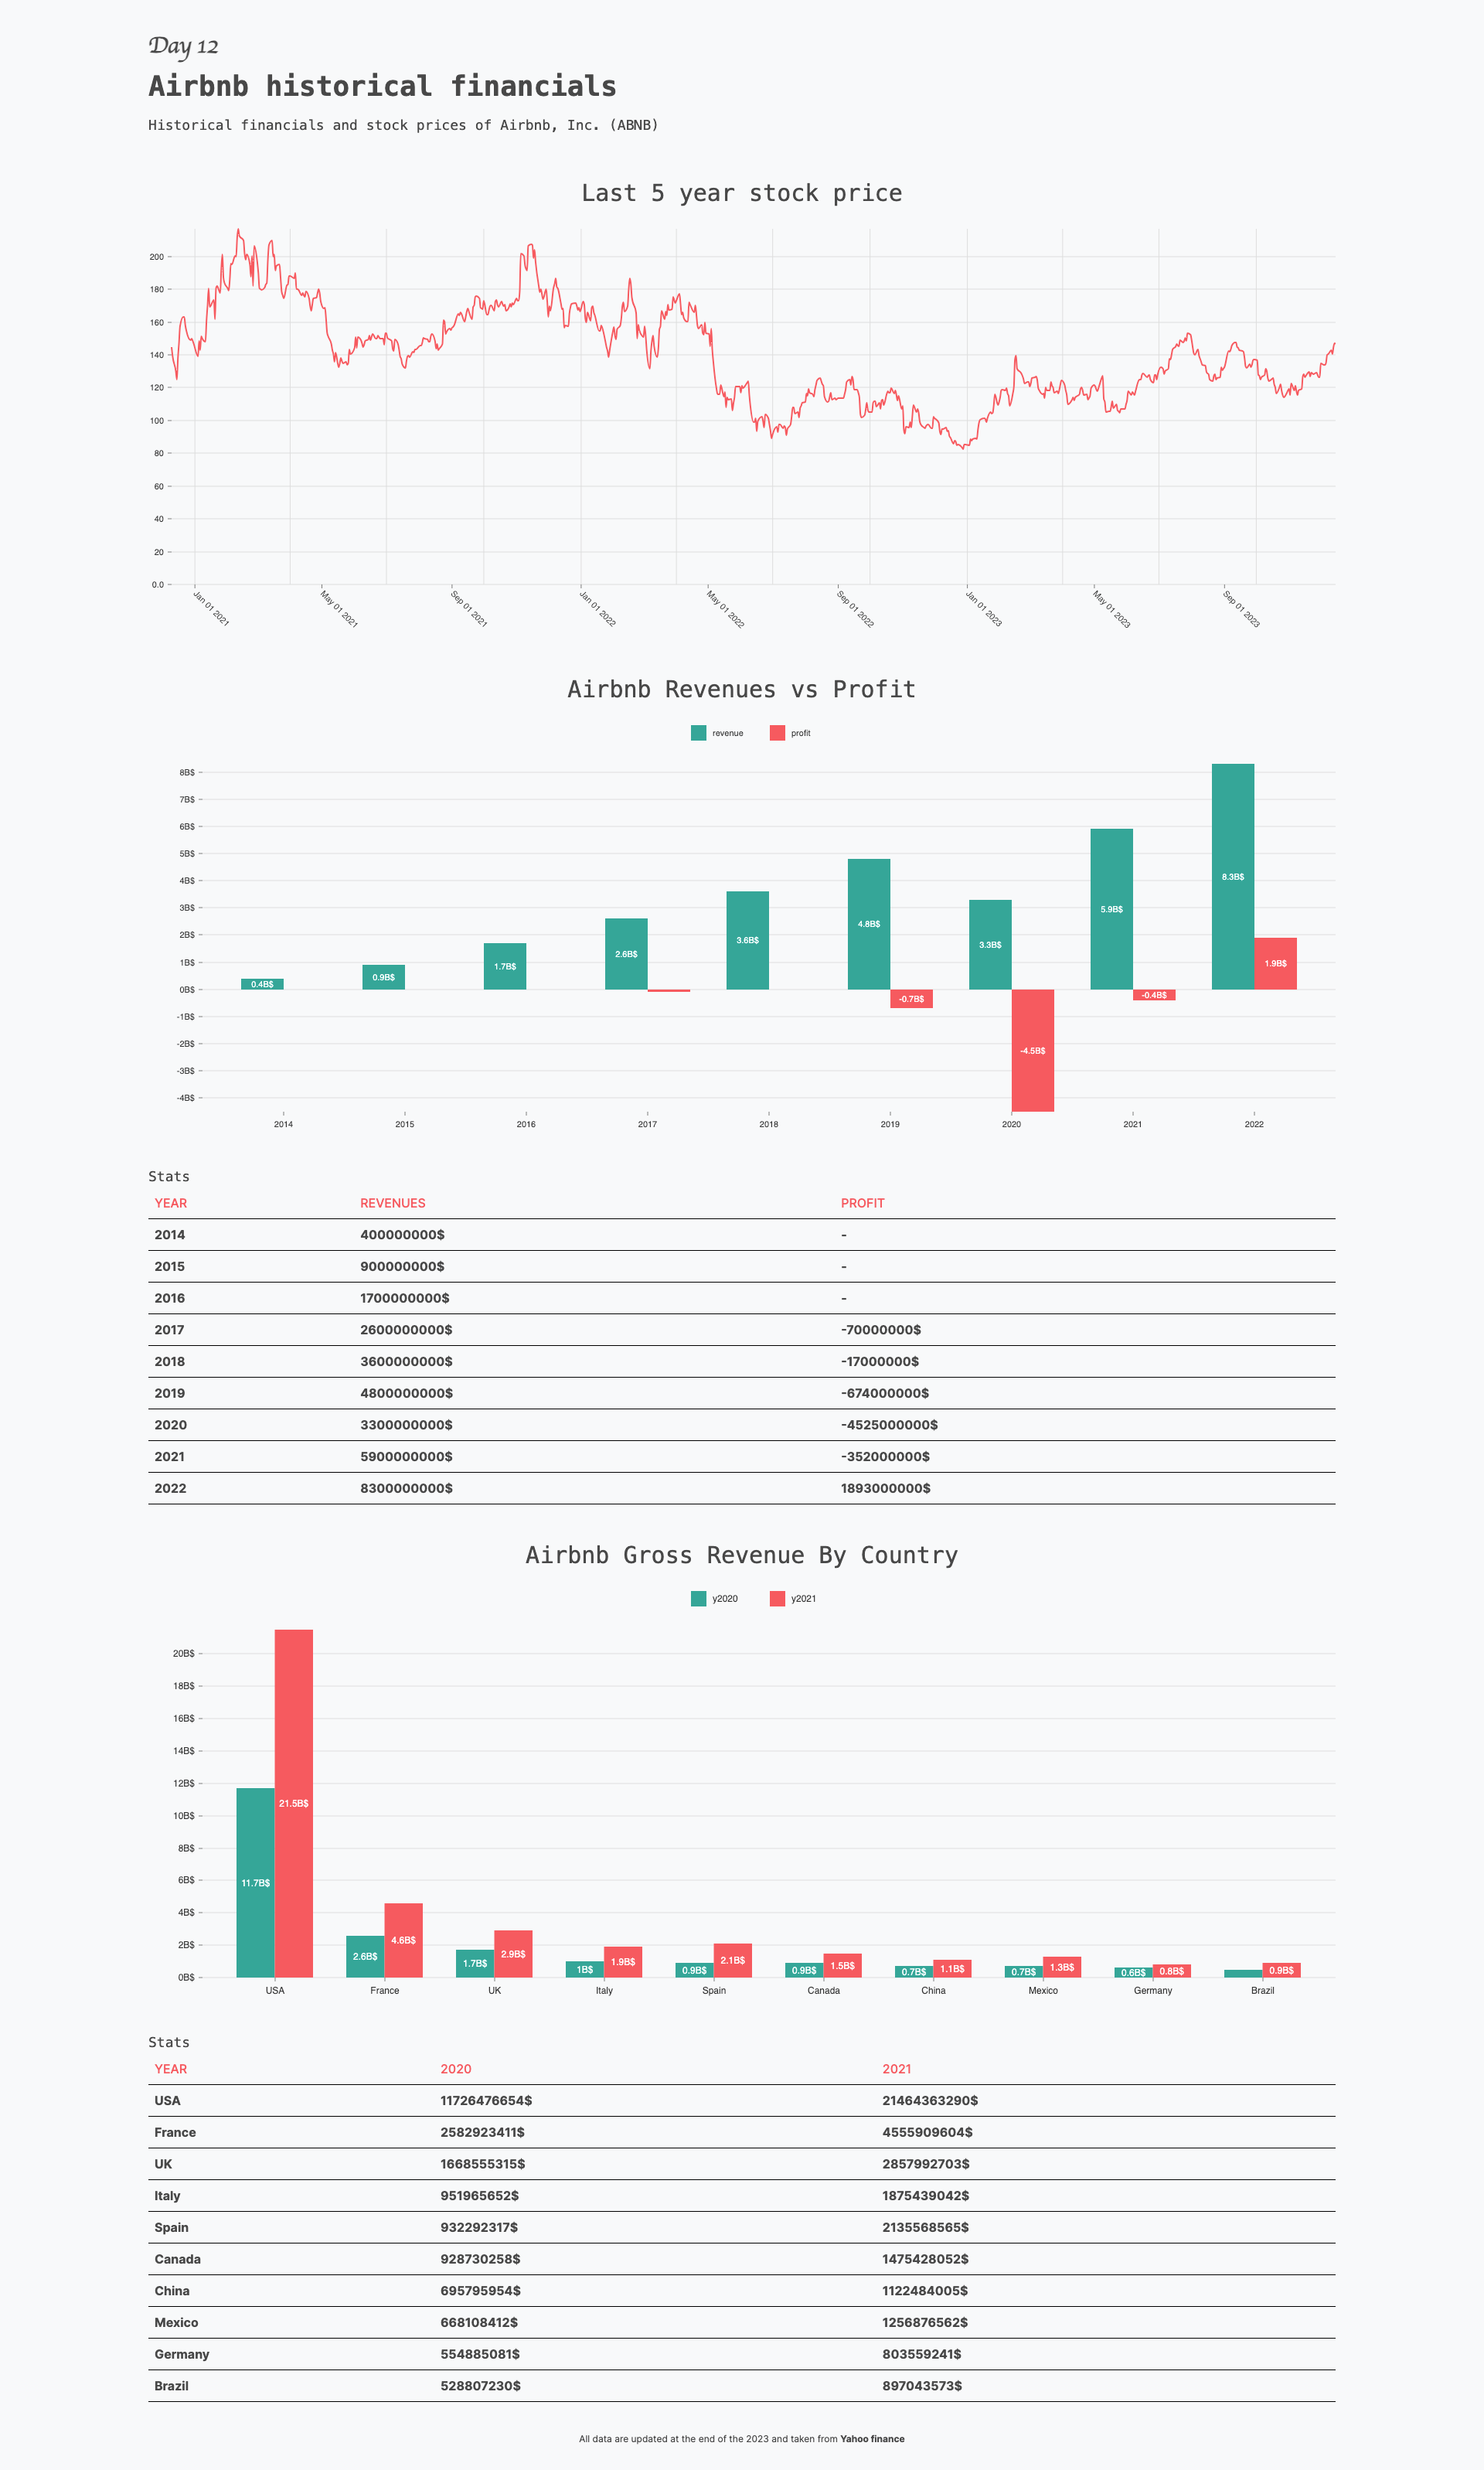 Day 12
Airbnb historical financials
Historical financials and stock prices of Airbnb, Inc. (ABNB)
Last 5 year stock price
200
180
160
140
120
100
80
60
40
20
0.0
Jan 01 2021 May 01 2021 Sep 01 2021 Jan 01 2022 May 01 2022 Sep 01 2022 Jan 01 2023 May 01 2023 Sep 01 2023
Airbnb Revenues vs Profit
revenue profit
8B$
7B$
6B$
5B$
4B$
3B$
2B$
1B$
0B$
-1B$
-2B$
-3B$
-4B$
0.4B$ 0.9B$ 1.7B$ 2.6B$ 3.6B$ 4.8B$ -0.7B$ 3.3B$ -4.5B$ 5.9B$ -0.4B$ 8.3B$ 1.9B$
2014 2015 2016 2017 2018 2019 2020 2021 2022
Stats
YEAR REVENUES PROFIT
2014 400000000$ -
2015 900000000$ -
2016 1700000000$ -
2017 2600000000$ -70000000$
2018 3600000000$ -17000000$
2019 4800000000$ -674000000$
2020 3300000000$ -4525000000$
2021 5900000000$ -352000000$
2022 8300000000$ 1893000000$
Airbnb Gross Revenue By Country
y2020 y2021
20B$
18B$
16B$
14B$
12B$
10B$
8B$
6B$
4B$
2B$
0B$
11.7B$ 21.5B$ 2.6B$ 4.6B$ 1.7B$ 2.9B$ 1B$ 1.9B$ 0.9B$ 2.1B$ 0.9B$ 1.5B$ 0.7B$ 1.1B$ 0.7B$ 1.3B$ 0.6B$ 0.8B$ 0.9B$
USA France UK Italy Spain Canada China Mexico Germany Brazil
Stats
YEAR 2020 2021
USA 11726476654$ 21464363290$
France 2582923411$ 4555909604$
UK 1668555315$ 2857992703$
Italy 951965652$ 1875439042$
Spain 932292317$ 2135568565$
Canada 928730258$ 1475428052$
China 695795954$ 1122484005$
Mexico 668108412$ 1256876562$
Germany 554885081$ 803559241$
Brazil 528807230$ 897043573$
All data are updated at the end of the 2023 and taken from Yahoo finance